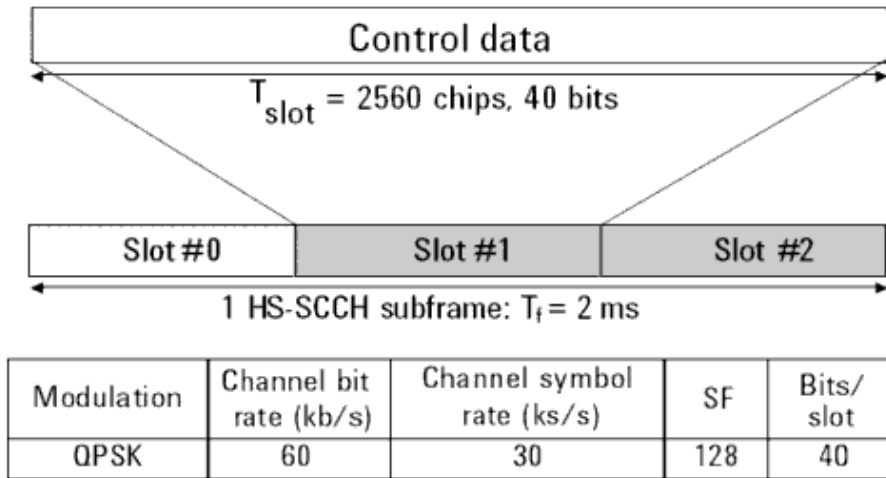 Control data
Tslot = 2560 chips, 40 bits
Slot #0 Slot #1 Slot #2
1 HS-SCCH subframe: Tf = 2 ms
Modulation Channel bit rate (kb/s) Channel symbol rate (ks/s) SF Bits/ slot
QPSK 60 30 128 40